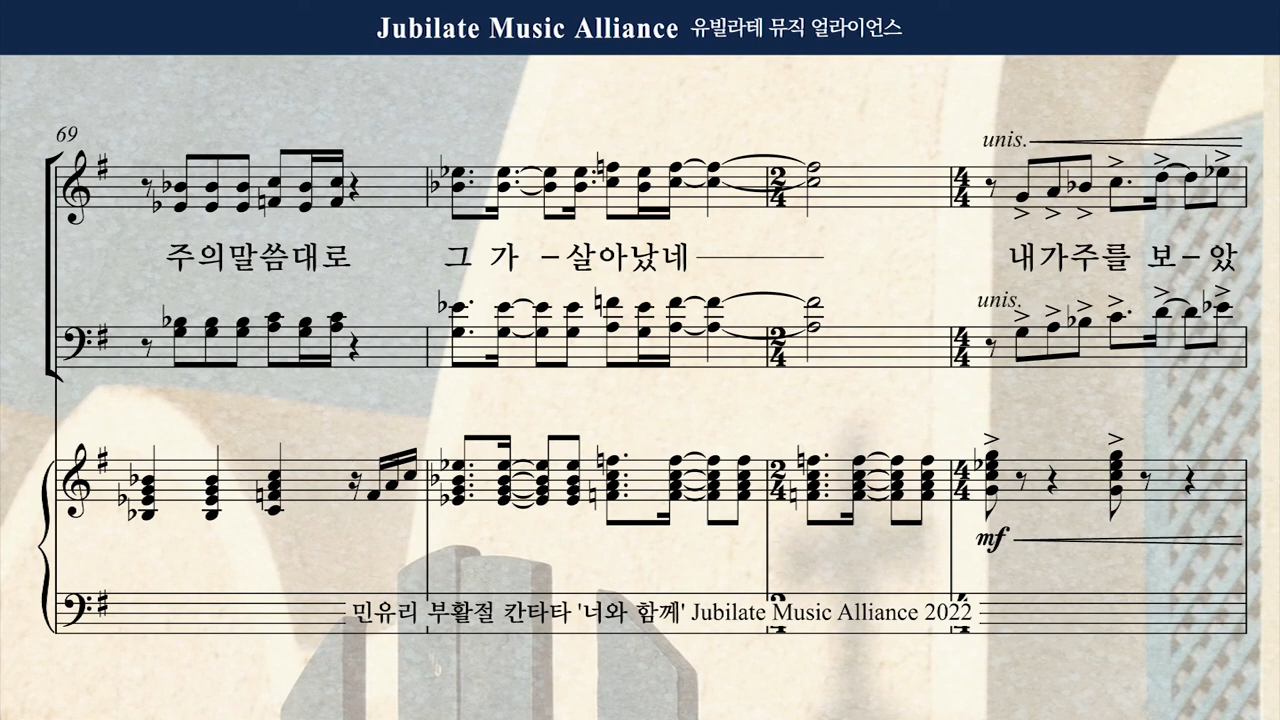 Jubilate Music Alliance 유빌라테 뮤직 얼라이언스
69
unis.
주의말씀대로 그 가 – 살아났네 내가주를 보 – 았
unis.
mf
민유리 부활절 칸타타 '너와 함께' Jubilate Music Alliance 2022